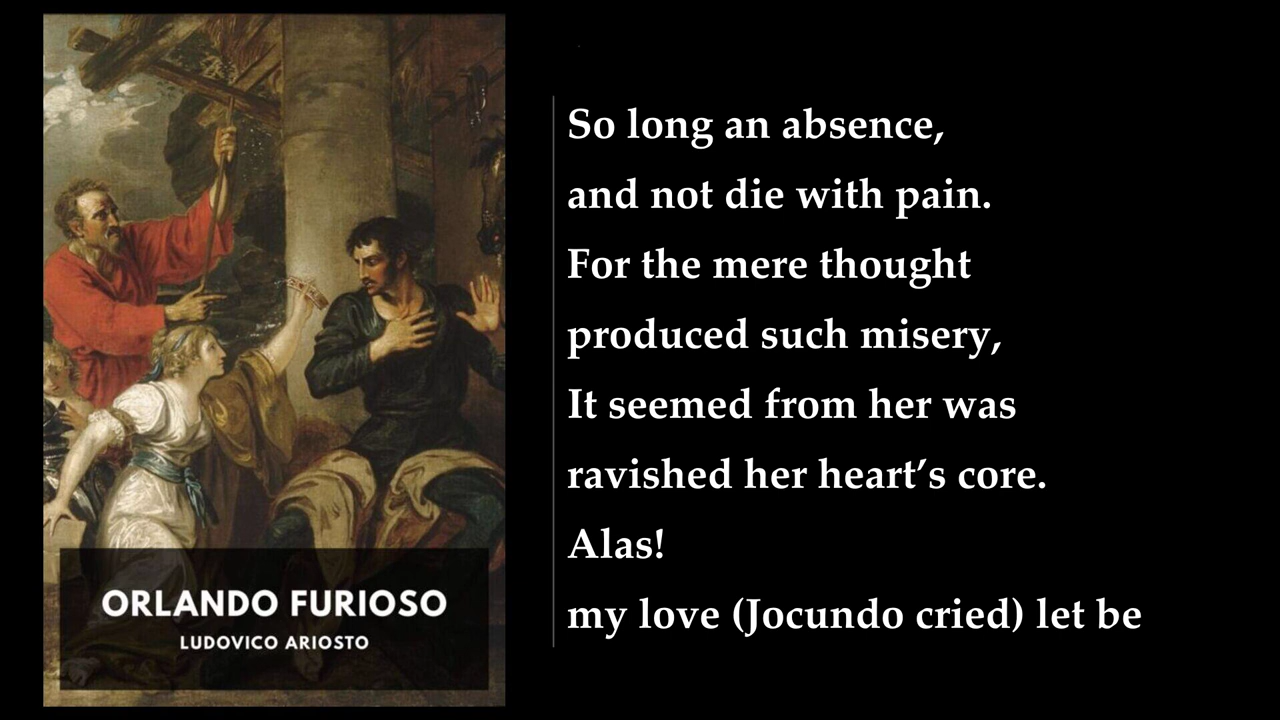 ORLANDO FURIOSO
LUDOVICO ARIOSTO
So long an absence,
and not die with pain.
For the mere thought
produced such misery,
It seemed from her was
ravished her heart’s core.
Alas!
my love (Jocundo cried) let be